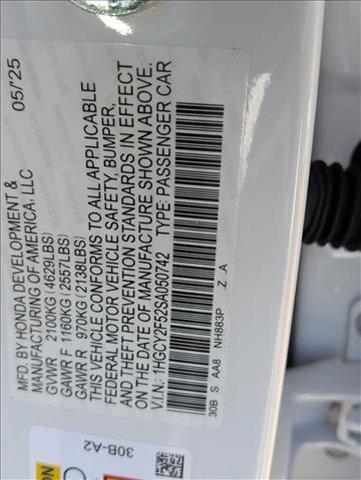 MFD. BY HONDA DEVELOPMENT &
MANUFACTURING OF AMERICA, LLC 05/25
GVWR 2100KG (4629LBS)
GAWR F 1160KG (2557LBS)
GAWR R 970KG (2138LBS)
THIS VEHICLE CONFORMS TO ALL APPLICABLE
FEDERAL MOTOR VEHICLE SAFETY, BUMPER,
AND THEFT PREVENTION STANDARDS IN EFFECT
ON THE DATE OF MANUFACTURE SHOWN ABOVE.
V.I.N.: 1HGCY2F52SA050742 TYPE: PASSENGER CAR
30B S AA8 NH883P Z A
30B-A2